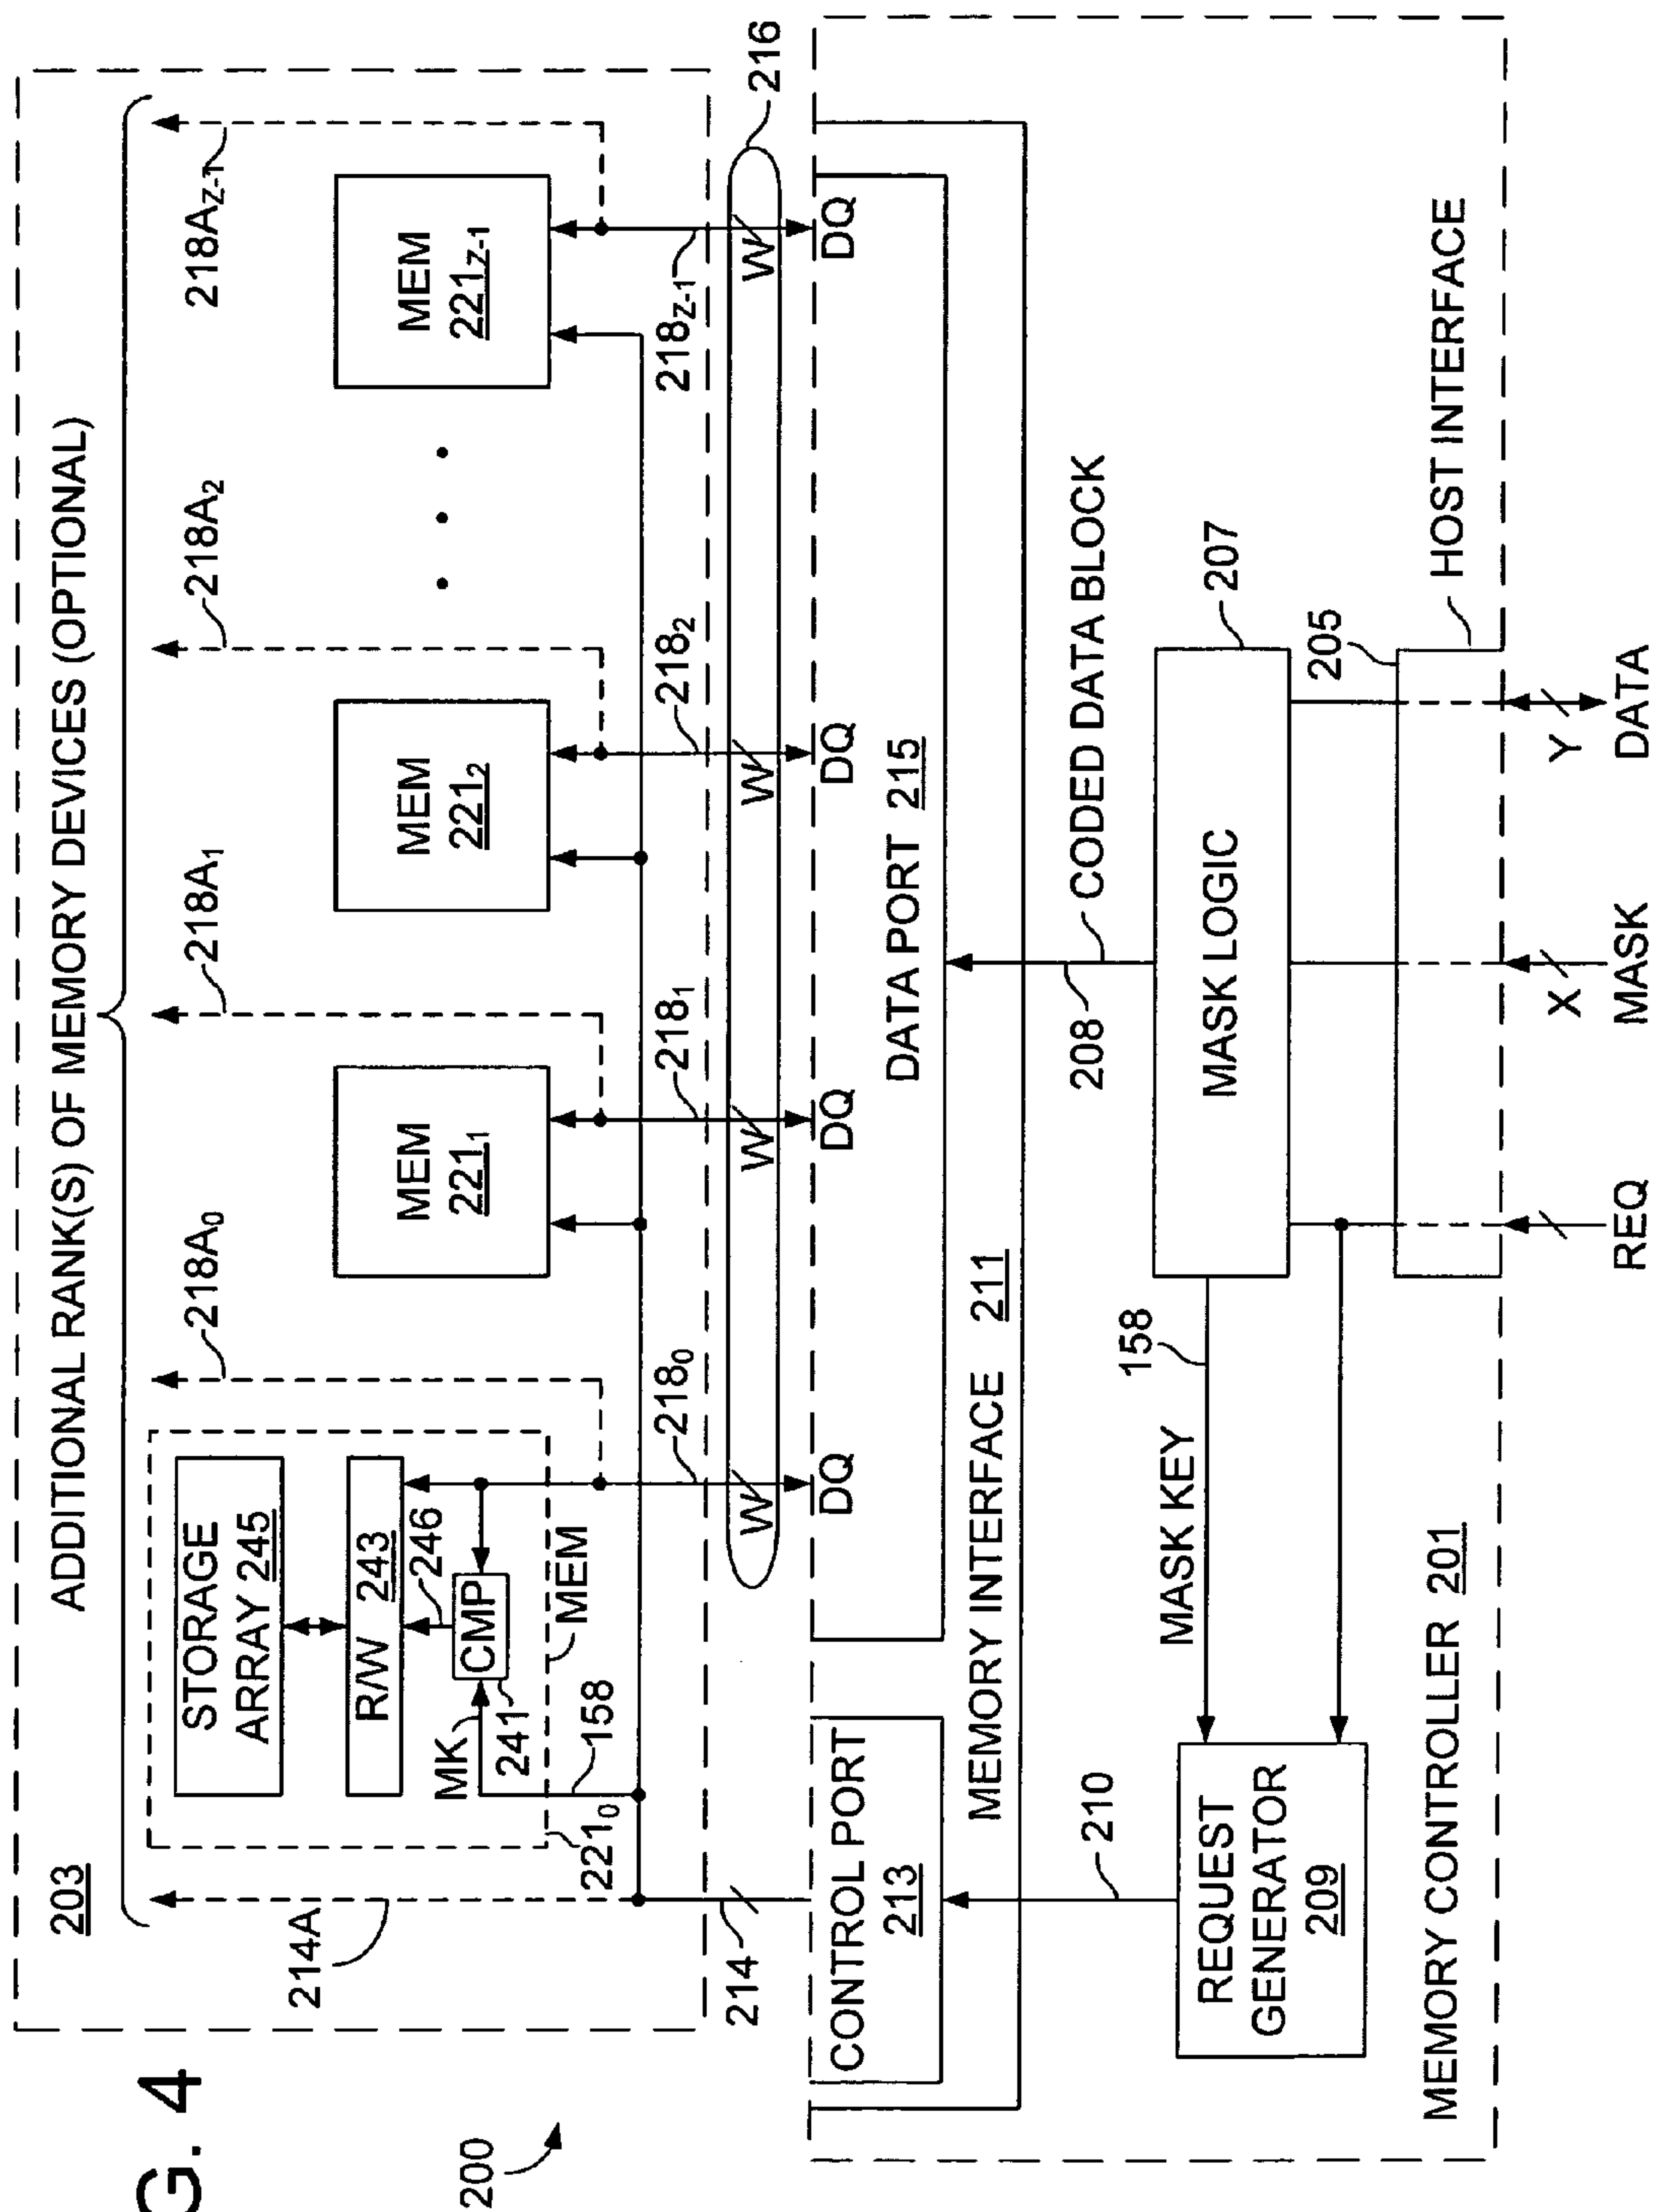 G. 4
200
203
ADDITIONAL RANK(S) OF MEMORY DEVICES (OPTIONAL)
214A
218A0
218A1
218A2
218AZ-1
STORAGE
ARRAY 245
R/W 243
246
MK
CMP
241
158
MEM
2210
MEM
2211
MEM
2212
• • •
MEM
221Z-1
214
2180
2181
2182
218Z-1
216
W
W
W
W
DQ
DQ
DQ
DQ
CONTROL PORT
213
DATA PORT 215
MEMORY INTERFACE 211
210
208
CODED DATA BLOCK
REQUEST
GENERATOR
209
MASK KEY
158
MASK LOGIC
207
205
HOST INTERFACE
MEMORY CONTROLLER 201
X
Y
REQ
MASK
DATA